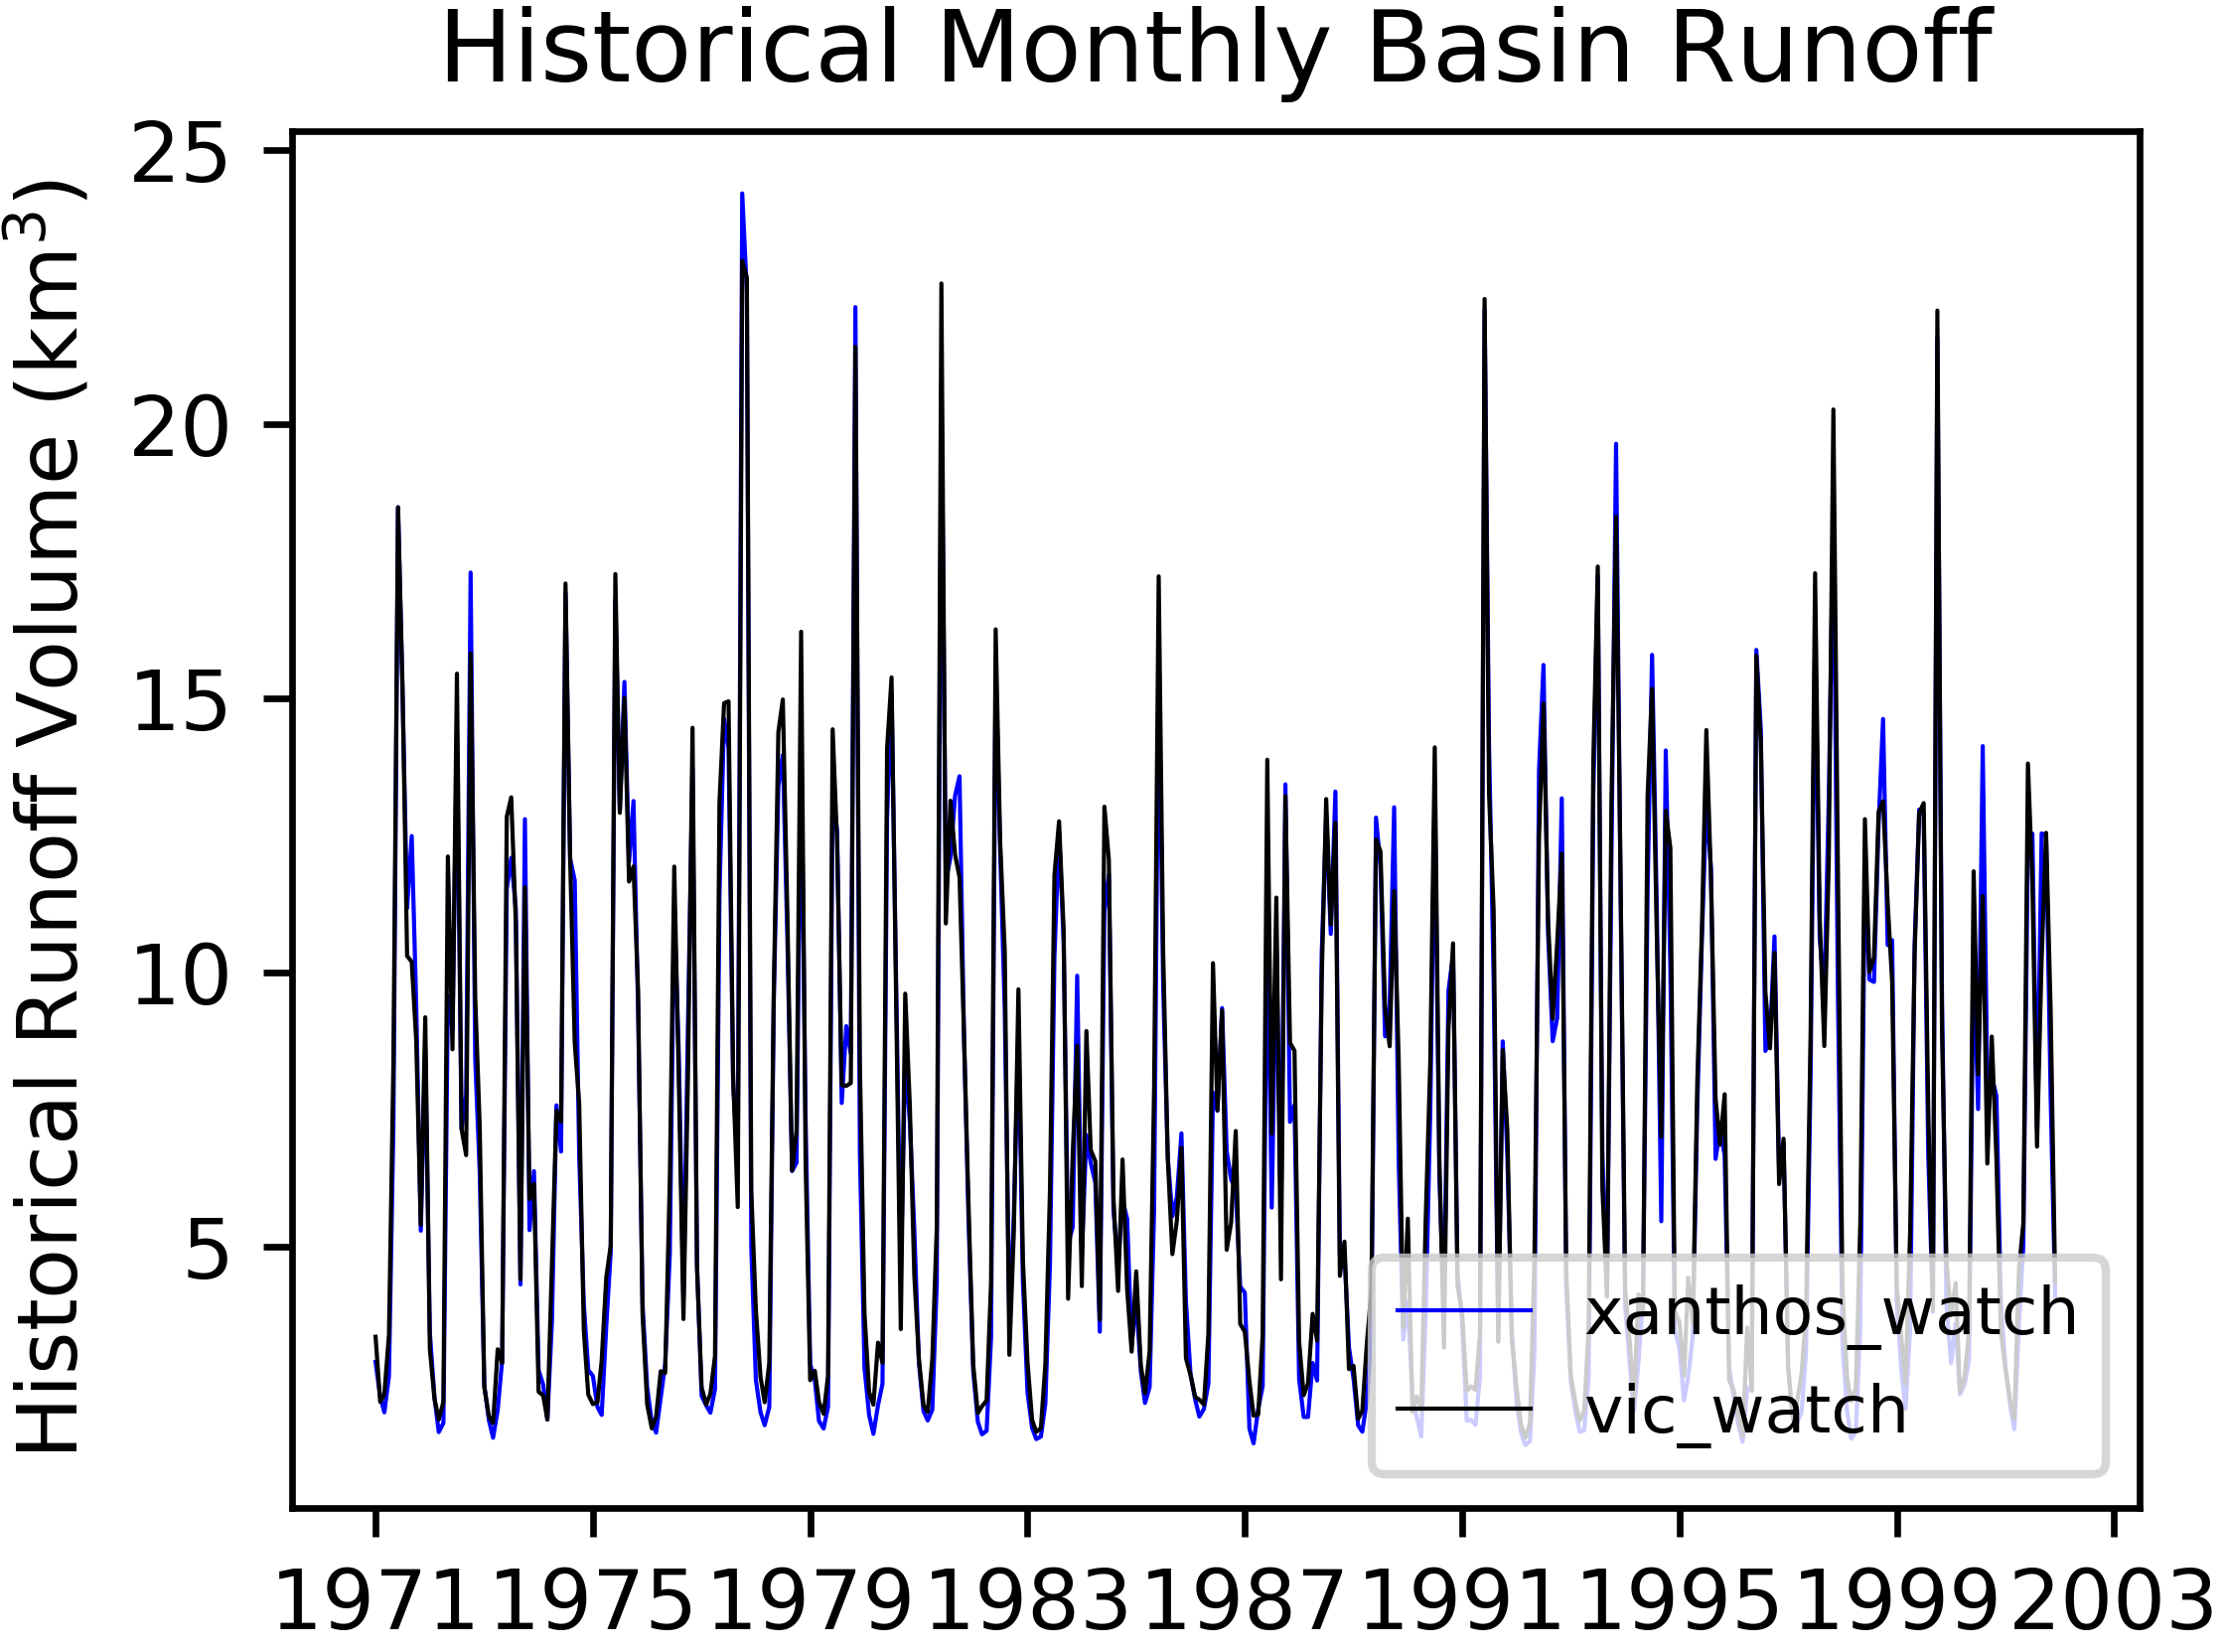 Historical Monthly Basin Runoff
Historical Runoff Volume (km³)
25
20
15
10
5
xanthos_watch
vic_watch
1971 1975 1979 1983 1987 1991 1995 1999 2003